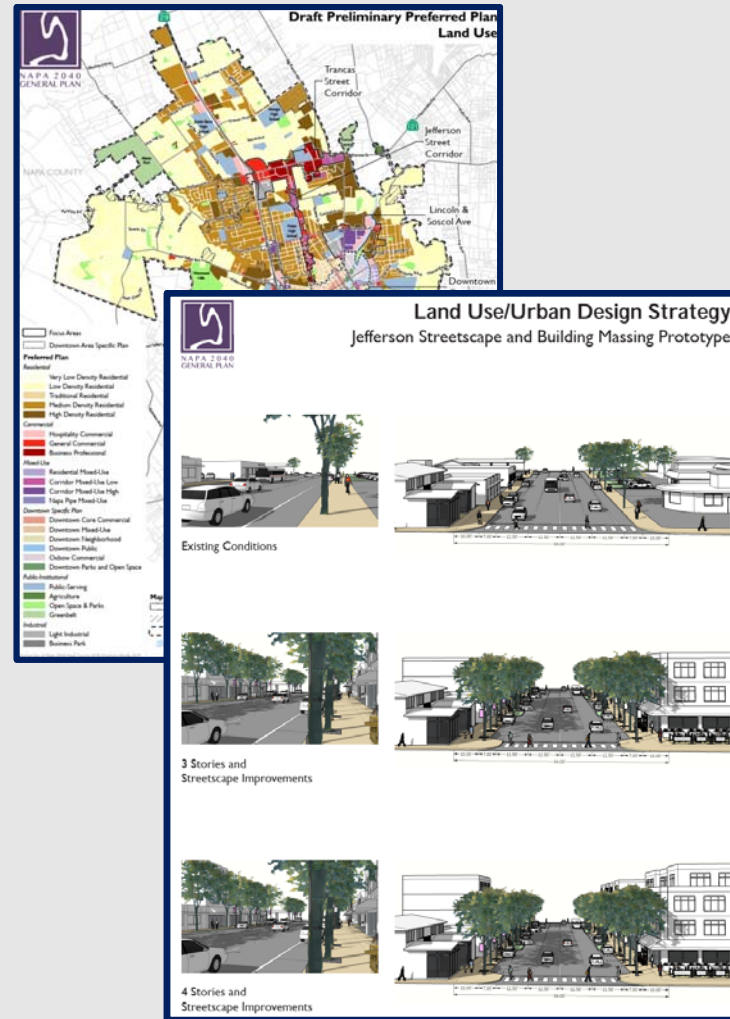 Draft Preliminary Preferred Plan
Land Use
NAPA 2040
GENERAL PLAN
Trancas
Street
Corridor
Jefferson
Street
Corridor
NAPA COUNTY
Lincoln &
Soscol Ave
Downtown
Focus Areas
Downtown Area Specific Plan
Preferred Plan
Residential
Very Low Density Residential
Low Density Residential
Traditional Residential
Medium Density Residential
High Density Residential
Commercial
Hospitality Commercial
General Commercial
Business Professional
Mixed-Use
Residential Mixed-Use
Corridor Mixed-Use Low
Corridor Mixed-Use High
Napa Pipe Mixed-Use
Downtown Specific Plan
Downtown Core Commercial
Downtown Mixed-Use
Downtown Neighborhood
Downtown Public
Oxbow Commercial
Downtown Parks and Open Space
Public-Institutional
Public-Serving
Agriculture
Open Space & Parks
Greenbelt
Industrial
Light Industrial
Business Park
Map
NAPA 2040
GENERAL PLAN
Land Use/Urban Design Strategy
Jefferson Streetscape and Building Massing Prototype
Existing Conditions
3 Stories and
Streetscape Improvements
4 Stories and
Streetscape Improvements